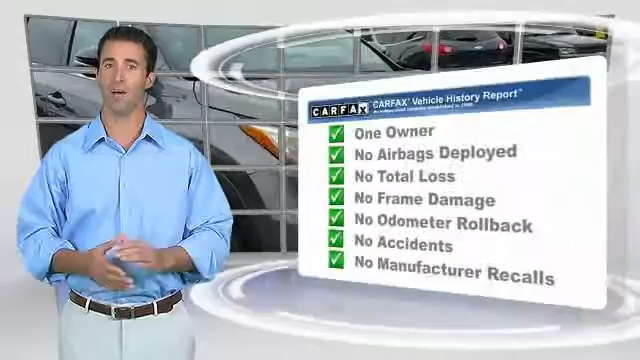 CARFAX CARFAX Vehicle History Report™
One Owner
No Airbags Deployed
No Total Loss
No Frame Damage
No Odometer Rollback
No Accidents
No Manufacturer Recalls